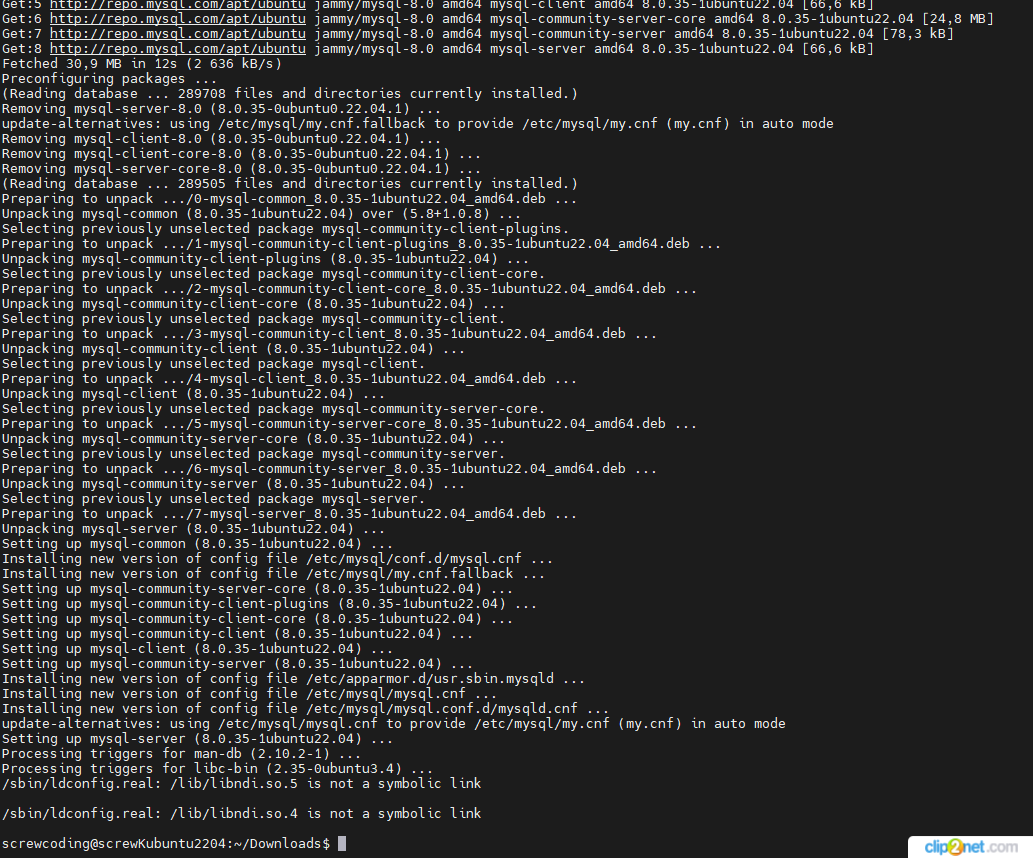 Get:5 http://repo.mysql.com/apt/ubuntu jammy/mysql-8.0 amd64 mysql-client amd64 8.0.35-1ubuntu22.04 [66,6 kB]
Get:6 http://repo.mysql.com/apt/ubuntu jammy/mysql-8.0 amd64 mysql-community-server-core amd64 8.0.35-1ubuntu22.04 [24,8 MB]
Get:7 http://repo.mysql.com/apt/ubuntu jammy/mysql-8.0 amd64 mysql-community-server amd64 8.0.35-1ubuntu22.04 [78,3 kB]
Get:8 http://repo.mysql.com/apt/ubuntu jammy/mysql-8.0 amd64 mysql-server amd64 8.0.35-1ubuntu22.04 [66,6 kB]
Fetched 30,9 MB in 12s (2 636 kB/s)
Preconfiguring packages ...
(Reading database ... 289708 files and directories currently installed.)
Removing mysql-server-8.0 (8.0.35-0ubuntu0.22.04.1) ...
update-alternatives: using /etc/mysql/my.cnf.fallback to provide /etc/mysql/my.cnf (my.cnf) in auto mode
Removing mysql-client-8.0 (8.0.35-0ubuntu0.22.04.1) ...
Removing mysql-client-core-8.0 (8.0.35-0ubuntu0.22.04.1) ...
Removing mysql-server-core-8.0 (8.0.35-0ubuntu0.22.04.1) ...
(Reading database ... 289505 files and directories currently installed.)
Preparing to unpack .../0-mysql-common_8.0.35-1ubuntu22.04_amd64.deb ...
Unpacking mysql-common (8.0.35-1ubuntu22.04) over (5.8+1.0.8) ...
Selecting previously unselected package mysql-community-client-plugins.
Preparing to unpack .../1-mysql-community-client-plugins_8.0.35-1ubuntu22.04_amd64.deb ...
Unpacking mysql-community-client-plugins (8.0.35-1ubuntu22.04) ...
Selecting previously unselected package mysql-community-client-core.
Preparing to unpack .../2-mysql-community-client-core_8.0.35-1ubuntu22.04_amd64.deb ...
Unpacking mysql-community-client-core (8.0.35-1ubuntu22.04) ...
Selecting previously unselected package mysql-community-client.
Preparing to unpack .../3-mysql-community-client_8.0.35-1ubuntu22.04_amd64.deb ...
Unpacking mysql-community-client (8.0.35-1ubuntu22.04) ...
Selecting previously unselected package mysql-client.
Preparing to unpack .../4-mysql-client_8.0.35-1ubuntu22.04_amd64.deb ...
Unpacking mysql-client (8.0.35-1ubuntu22.04) ...
Selecting previously unselected package mysql-community-server-core.
Preparing to unpack .../5-mysql-community-server-core_8.0.35-1ubuntu22.04_amd64.deb ...
Unpacking mysql-community-server-core (8.0.35-1ubuntu22.04) ...
Selecting previously unselected package mysql-community-server.
Preparing to unpack .../6-mysql-community-server_8.0.35-1ubuntu22.04_amd64.deb ...
Unpacking mysql-community-server (8.0.35-1ubuntu22.04) ...
Selecting previously unselected package mysql-server.
Preparing to unpack .../7-mysql-server_8.0.35-1ubuntu22.04_amd64.deb ...
Unpacking mysql-server (8.0.35-1ubuntu22.04) ...
Setting up mysql-common (8.0.35-1ubuntu22.04) ...
Installing new version of config file /etc/mysql/conf.d/mysql.cnf ...
Installing new version of config file /etc/mysql/my.cnf.fallback ...
Setting up mysql-community-server-core (8.0.35-1ubuntu22.04) ...
Setting up mysql-community-client-plugins (8.0.35-1ubuntu22.04) ...
Setting up mysql-community-client-core (8.0.35-1ubuntu22.04) ...
Setting up mysql-community-client (8.0.35-1ubuntu22.04) ...
Setting up mysql-client (8.0.35-1ubuntu22.04) ...
Setting up mysql-community-server (8.0.35-1ubuntu22.04) ...
Installing new version of config file /etc/apparmor.d/usr.sbin.mysqld ...
Installing new version of config file /etc/mysql/mysql.cnf ...
Installing new version of config file /etc/mysql/mysql.conf.d/mysqld.cnf ...
update-alternatives: using /etc/mysql/mysql.cnf to provide /etc/mysql/my.cnf (my.cnf) in auto mode
Setting up mysql-server (8.0.35-1ubuntu22.04) ...
Processing triggers for man-db (2.10.2-1) ...
Processing triggers for libc-bin (2.35-0ubuntu3.4) ...
/sbin/ldconfig.real: /lib/libndi.so.5 is not a symbolic link
/sbin/ldconfig.real: /lib/libndi.so.4 is not a symbolic link
screwcoding@screwKubuntu2204:~/Downloads$
clip2net.com